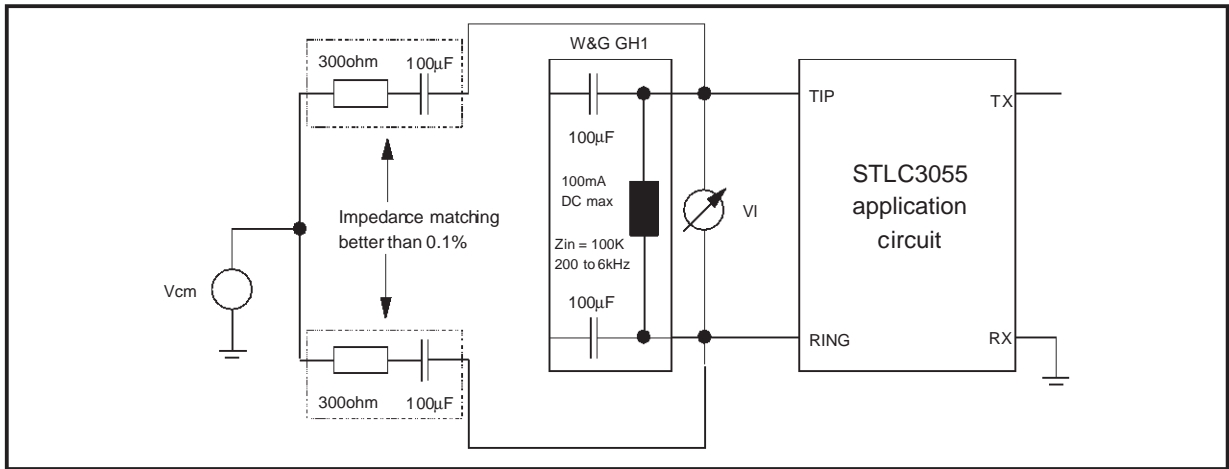 W&G GH1
300ohm 100μF
TIP
TX
100μF
STLC3055
application
circuit
100mA
DC max
VI
Impedance matching
better than 0.1%
Zin = 100K
200 to 6kHz
Vcm
100μF
RING
RX
300ohm 100μF